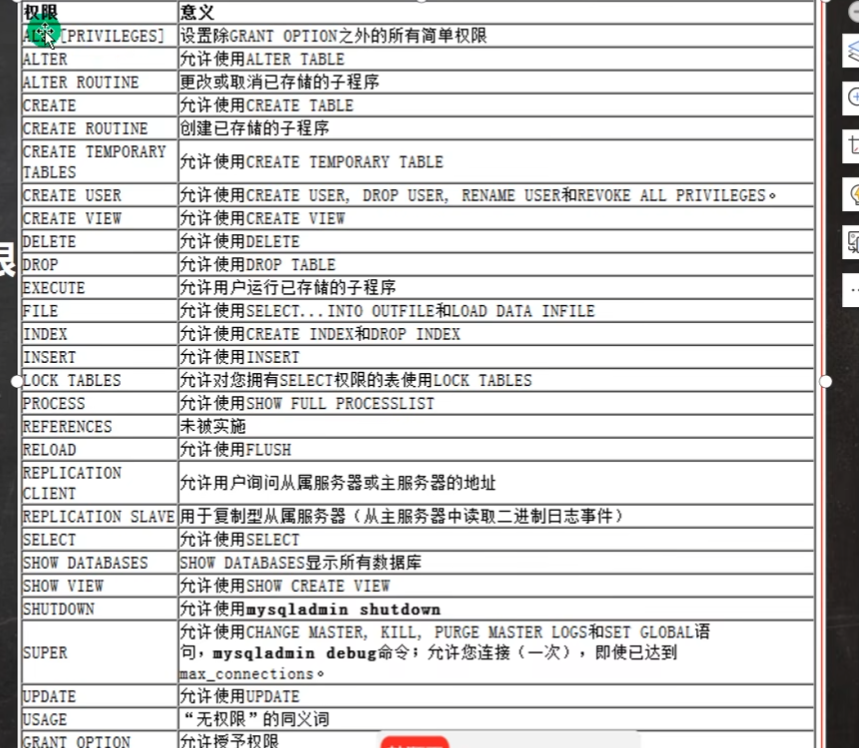 权限 意义
ALL [PRIVILEGES] 设置除GRANT OPTION之外的所有简单权限
ALTER 允许使用ALTER TABLE
ALTER ROUTINE 更改或取消已存储的子程序
CREATE 允许使用CREATE TABLE
CREATE ROUTINE 创建已存储的子程序
CREATE TEMPORARY
TABLES 允许使用CREATE TEMPORARY TABLE
CREATE USER 允许使用CREATE USER, DROP USER, RENAME USER和REVOKE ALL PRIVILEGES。
CREATE VIEW 允许使用CREATE VIEW
DELETE 允许使用DELETE
DROP 允许使用DROP TABLE
EXECUTE 允许用户运行已存储的子程序
FILE 允许使用SELECT...INTO OUTFILE和LOAD DATA INFILE
INDEX 允许使用CREATE INDEX和DROP INDEX
INSERT 允许使用INSERT
LOCK TABLES 允许对您拥有SELECT权限的表使用LOCK TABLES
PROCESS 允许使用SHOW FULL PROCESSLIST
REFERENCES 未被实施
RELOAD 允许使用FLUSH
REPLICATION
CLIENT 允许用户询问从属服务器或主服务器的地址
REPLICATION SLAVE 用于复制型从属服务器（从主服务器中读取二进制日志事件）
SELECT 允许使用SELECT
SHOW DATABASES SHOW DATABASES显示所有数据库
SHOW VIEW 允许使用SHOW CREATE VIEW
SHUTDOWN 允许使用mysqladmin shutdown
SUPER 允许使用CHANGE MASTER, KILL, PURGE MASTER LOGS和SET GLOBAL语
句，mysqladmin debug命令；允许您连接（一次），即使已达到
max_connections。
UPDATE 允许使用UPDATE
USAGE “无权限”的同义词
GRANT OPTION 允许授予权限